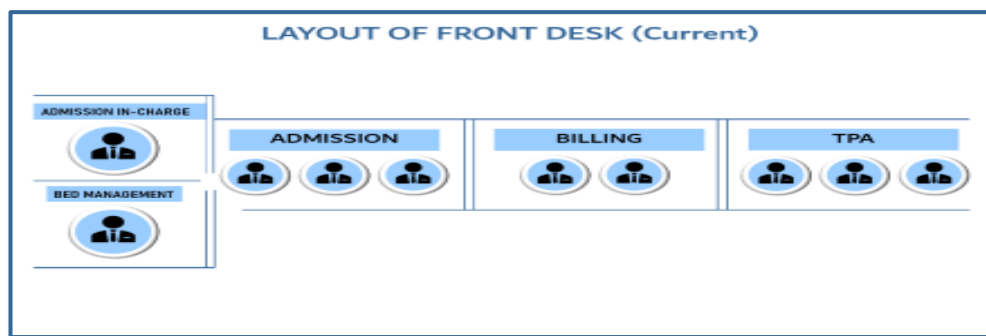 LAYOUT OF FRONT DESK (Current)
ADMISSION IN-CHARGE
ADMISSION
BILLING
TPA
BED MANAGEMENT